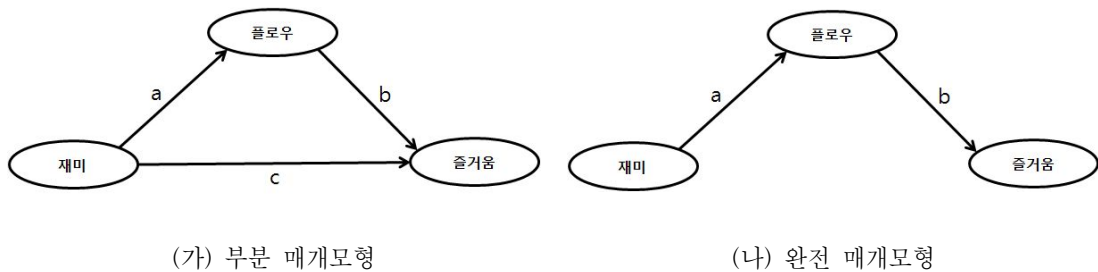 플로우
a
b
재미
c
즐거움
(가) 부분 매개모형
플로우
a
b
재미
즐거움
(나) 완전 매개모형